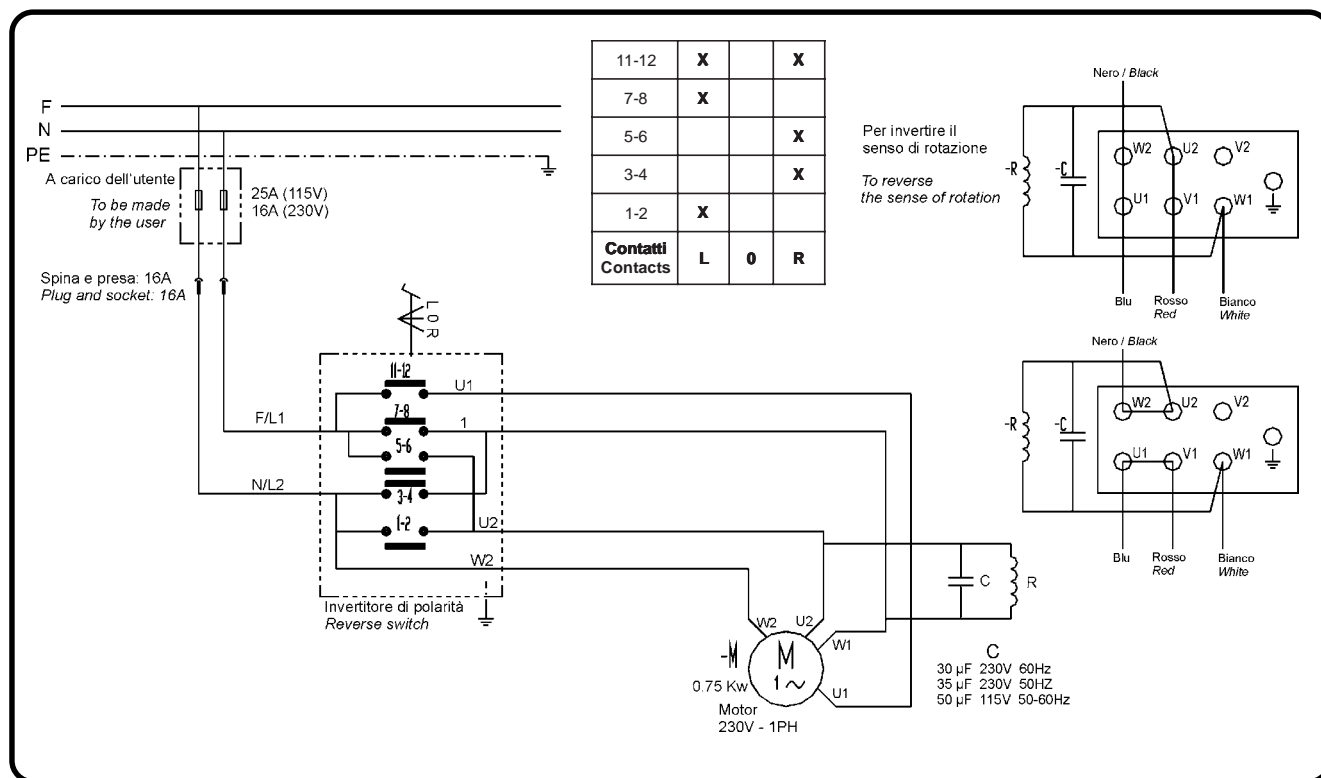 F
N
PE
A carico dell'utente
To be made
by the user
25A (115V)
16A (230V)
Spina e presa: 16A
Plug and socket: 16A
11-12 X X
7-8 X
5-6 X
3-4 X
1-2 X
Contatti
Contacts L 0 R
L 0 R
11-12
7-8
5-6
3-4
1-2
F/L1
N/L2
U1
1
U2
W2
Invertitore di polarità
Reverse switch
W2
U2
W1
U1
-M
M
1~
0.75 Kw
Motor
230V - 1PH
C
R
C
30 µF 230V 60Hz
35 µF 230V 50HZ
50 µF 115V 50-60Hz
Per invertire il
senso di rotazione
To reverse
the sense of rotation
Nero / Black
-R
-C
W2
U2
V2
U1
V1
W1
Blu
Rosso
Red
Bianco
White
Nero / Black
-R
-C
W2
U2
V2
U1
V1
W1
Blu
Rosso
Red
Bianco
White